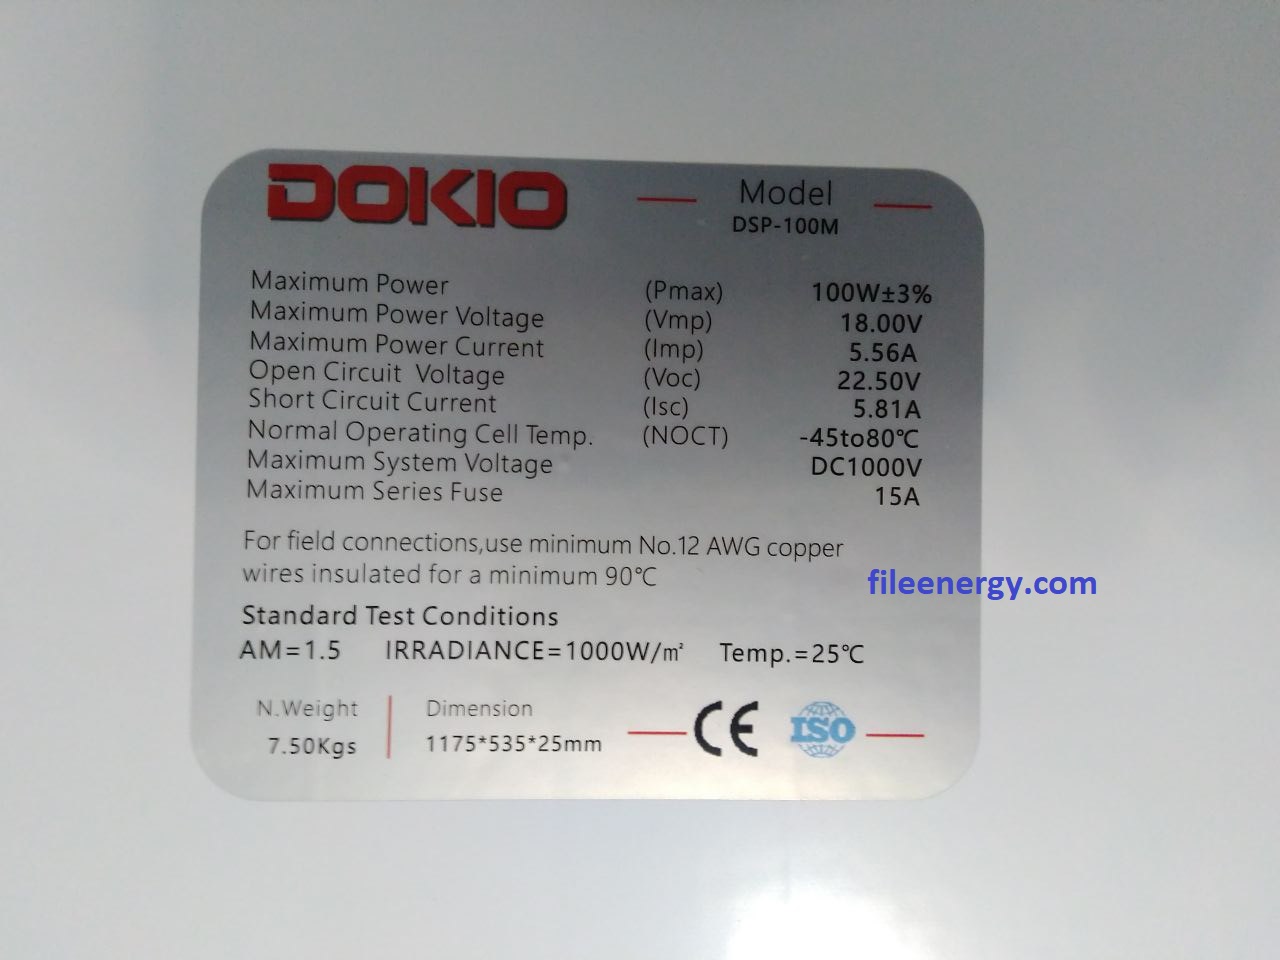 DOKIO
Model
DSP-100M
Maximum Power (Pmax) 100W±3%
Maximum Power Voltage (Vmp) 18.00V
Maximum Power Current (Imp) 5.56A
Open Circuit Voltage (Voc) 22.50V
Short Circuit Current (Isc) 5.81A
Normal Operating Cell Temp. (NOCT) -45to80℃
Maximum System Voltage DC1000V
Maximum Series Fuse 15A
For field connections,use minimum No.12 AWG copper
wires insulated for a minimum 90℃
fileenergy.com
Standard Test Conditions
AM=1.5 IRRADIANCE=1000W/㎡ Temp.=25℃
N.Weight Dimension
7.50Kgs 1175*535*25mm CE ISO